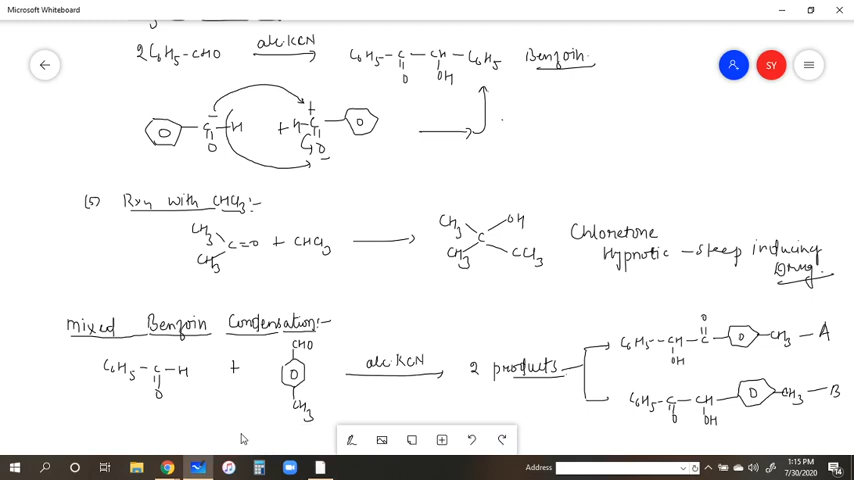 Microsoft Whiteboard
SY
2C6H5-CHO alc·KCN C6H5-C-CH-C6H5 Benzoin.
O OH
C-H + H-C
O O
(5) Rxn with CHCl3:-
CH3
CH3 C=O + CHCl3
CH3 OH
C
CH3 CCl3
Chloretone
Hypnotic - sleep inducing
Drug.
mixed Benzoin Condensation:-
C6H5-C-H + CHO
O
CH3
alc·KCN
2 products
O
C6H5-CH-C- -CH3 - A
OH
C6H5-C-CH- -CH3 - B
O OH
Address
1:15 PM
7/30/2020
14